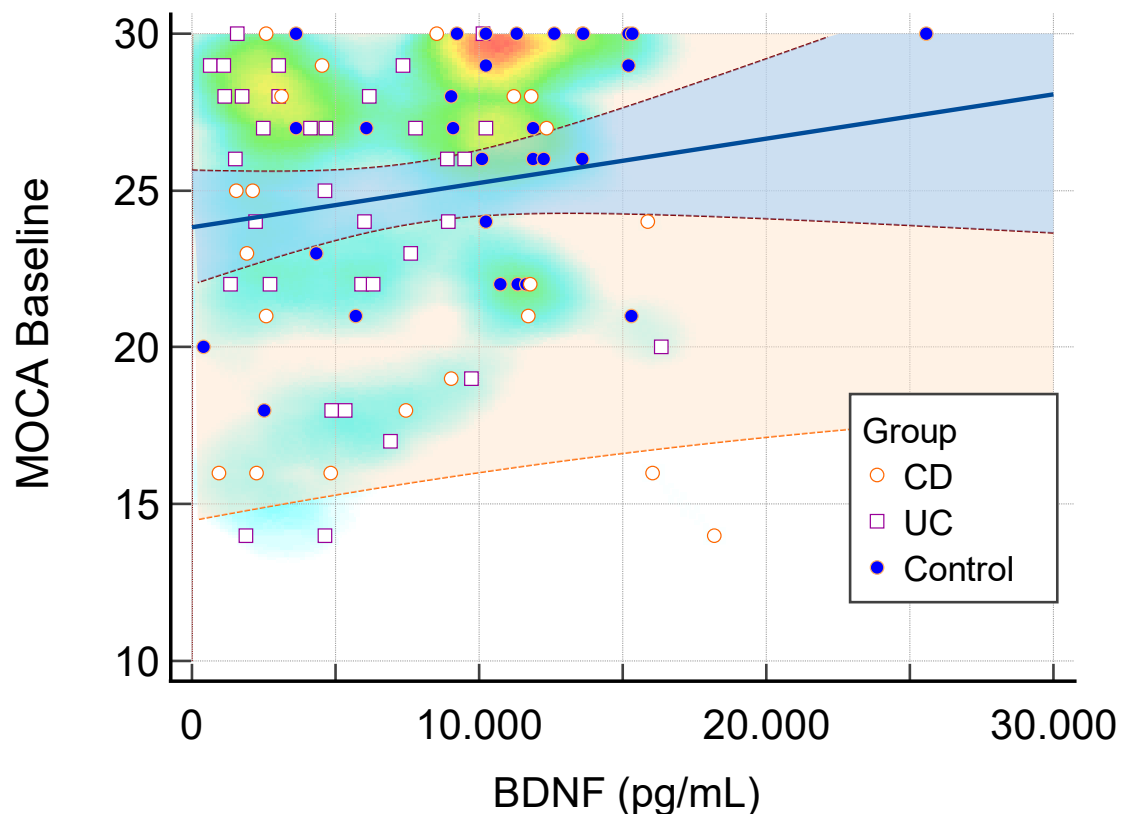 MOCA Baseline
30
25
20
15
10
0
10.000
20.000
30.000
BDNF (pg/mL)
Group
CD
UC
Control